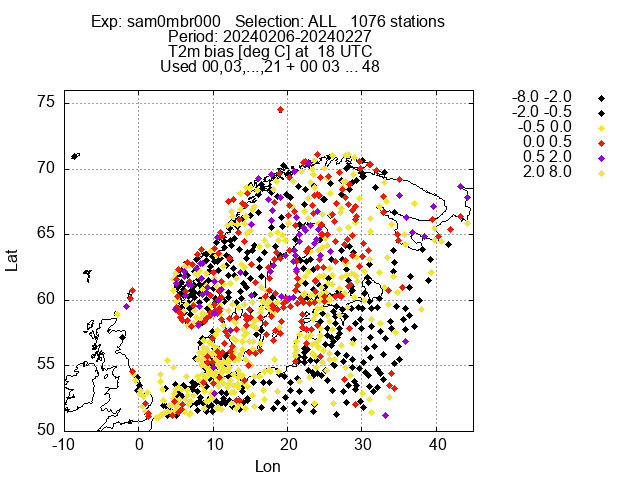 Exp: sam0mbr000 Selection: ALL 1076 stations
Period: 20240206-20240227
T2m bias [deg C] at 18 UTC
Used 00,03,...,21 + 00 03 ... 48
-8.0 -2.0
-2.0 -0.5
-0.5 0.0
0.0 0.5
0.5 2.0
2.0 8.0
75
70
65
60
55
50
Lat
-10 0 10 20 30 40
Lon